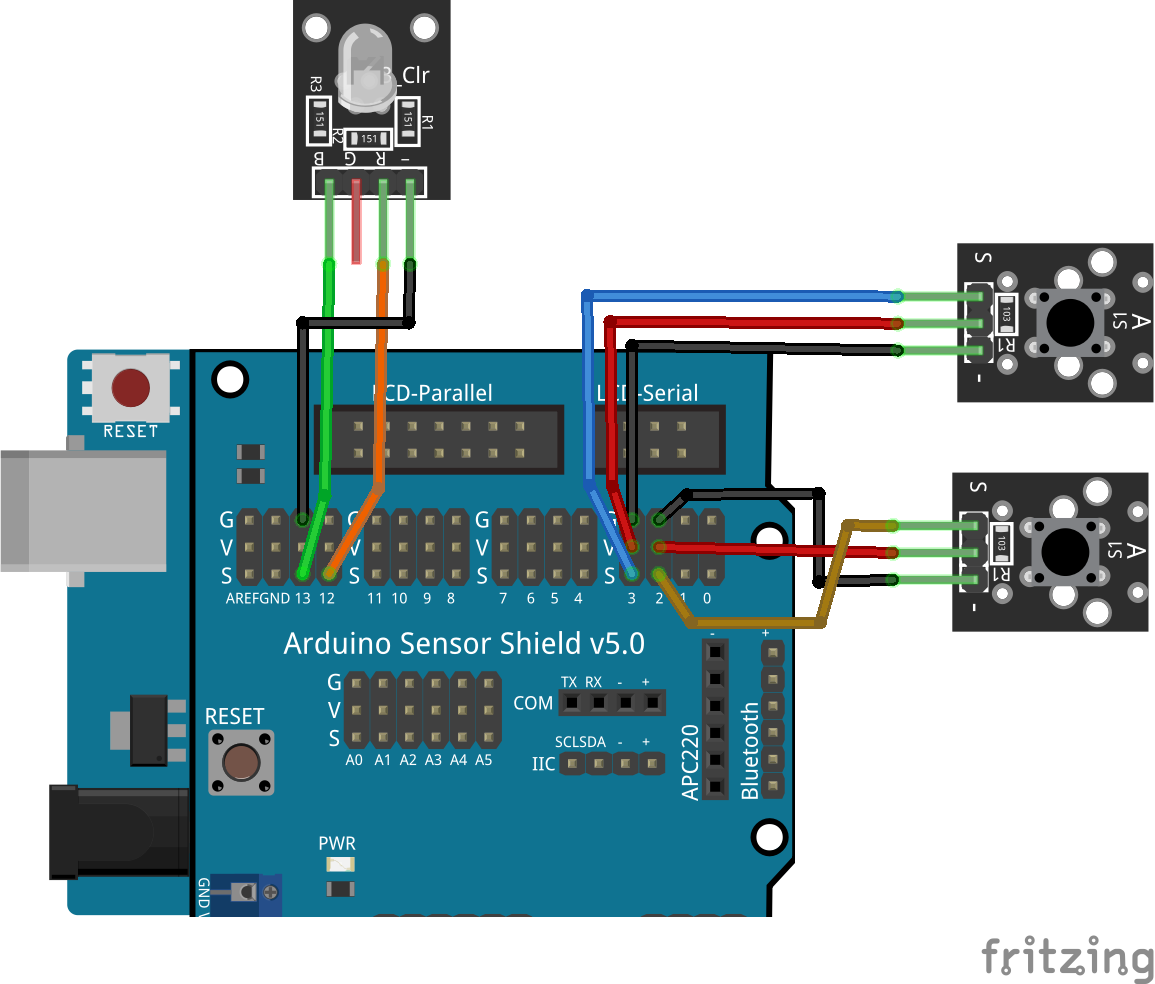 B_Clr
R3
R1
R2
151
151
151
B G R -
S
103
R1
S1
A
-
RESET
LCD-Parallel
LCD-Serial
G G G G
V V V V
S S S S
AREF GND 13 12 11 10 9 8 7 6 5 4 3 2 1 0
S
103
R1
S1
A
-
Arduino Sensor Shield v5.0
- +
G
V
S
A0 A1 A2 A3 A4 A5
TX RX - +
COM
SCL SDA - +
IIC
APC220
Bluetooth
RESET
PWR
GND
fritzing